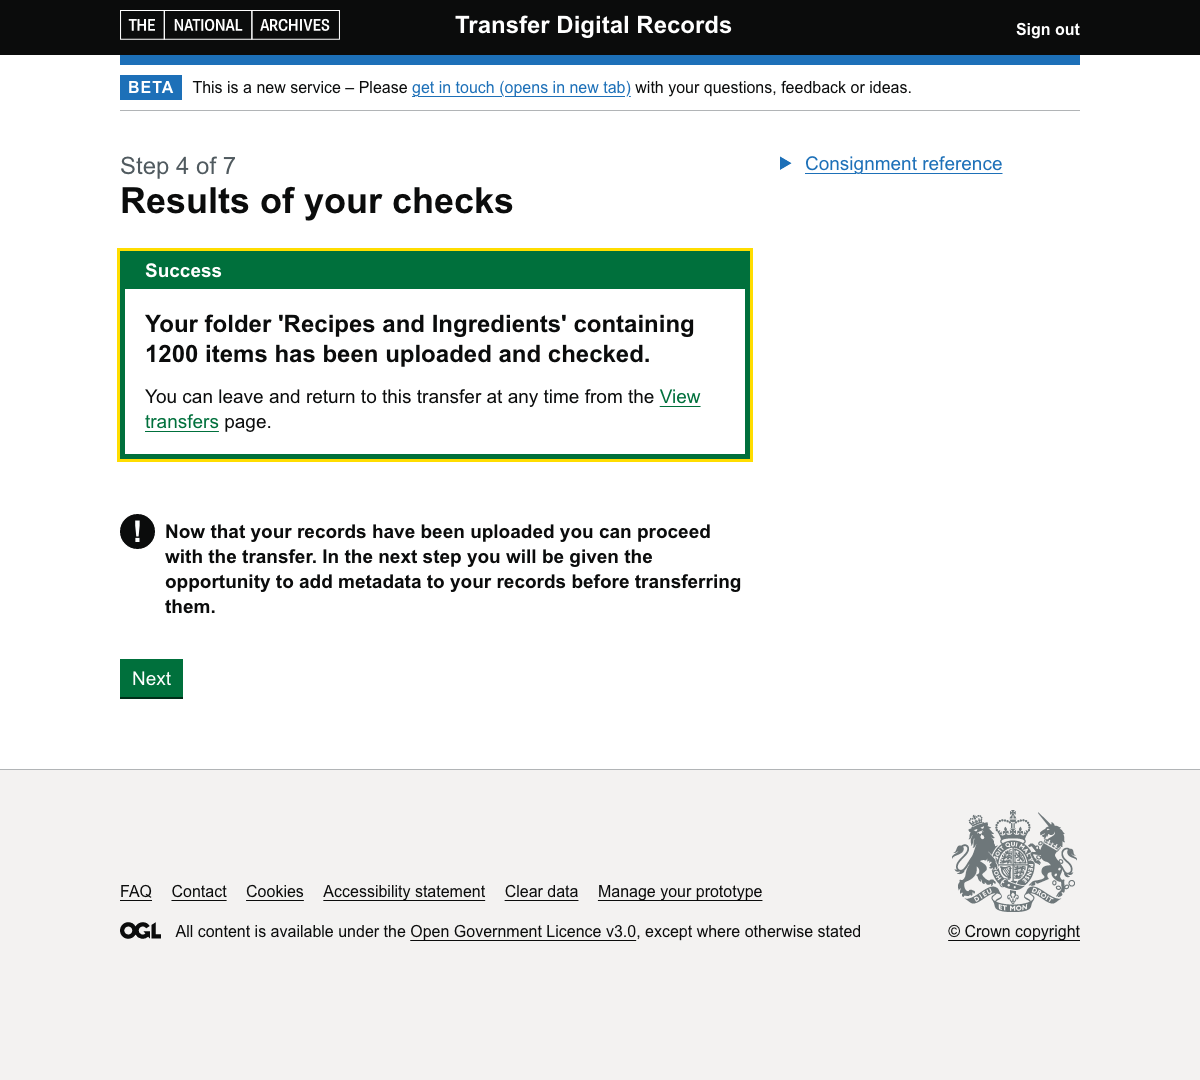 THE NATIONAL ARCHIVES
Transfer Digital Records
Sign out
BETA This is a new service – Please get in touch (opens in new tab) with your questions, feedback or ideas.
Step 4 of 7
Results of your checks
Consignment reference
Success
Your folder 'Recipes and Ingredients' containing
1200 items has been uploaded and checked.
You can leave and return to this transfer at any time from the View
transfers page.
! Now that your records have been uploaded you can proceed
with the transfer. In the next step you will be given the
opportunity to add metadata to your records before transferring
them.
Next
FAQ Contact Cookies Accessibility statement Clear data Manage your prototype
DIEU ET MON DROIT
OGL All content is available under the Open Government Licence v3.0, except where otherwise stated
© Crown copyright